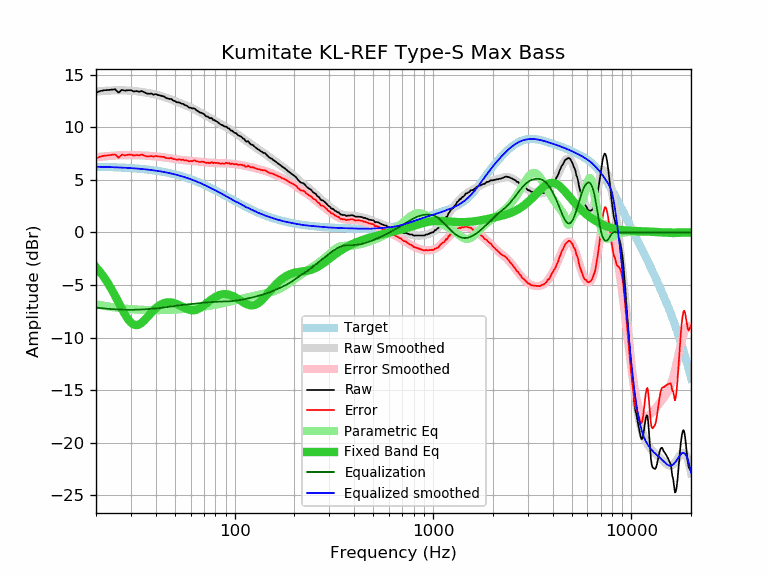 Kumitate KL-REF Type-S Max Bass
15
10
5
0
−5
−10
−15
−20
−25
Amplitude (dBr)
Target
Raw Smoothed
Error Smoothed
Raw
Error
Parametric Eq
Fixed Band Eq
Equalization
Equalized smoothed
100
1000
10000
Frequency (Hz)